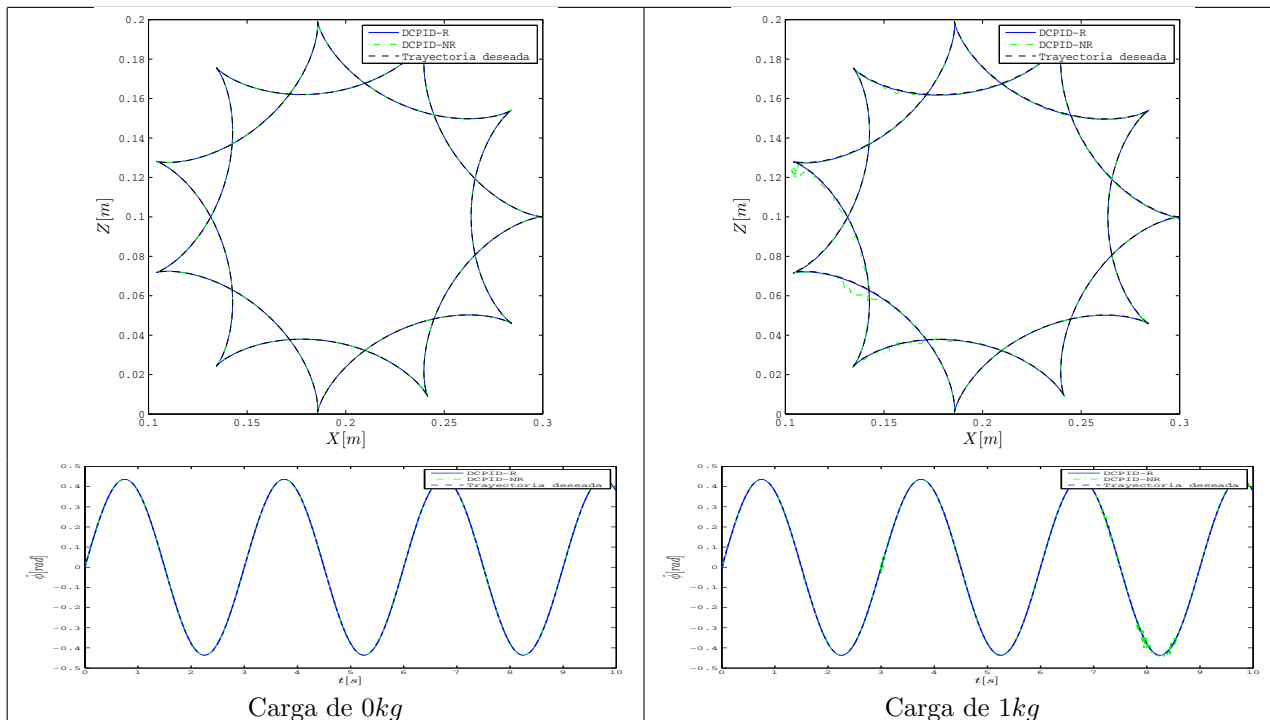 DCPID-R
DCPID-NR
Trayectoria deseada
0.2
0.18
0.16
0.14
0.12
0.1
0.08
0.06
0.04
0.02
0
Z[m]
0.1 0.15 0.2 0.25 0.3
X[m]
DCPID-R
DCPID-NR
Trayectoria deseada
0.5
0.4
0.3
0.2
0.1
0
−0.1
−0.2
−0.3
−0.4
−0.5
ϕ̂[rad]
0 1 2 3 4 5 6 7 8 9 10
t[s]
Carga de 0kg
DCPID-R
DCPID-NR
Trayectoria deseada
0.2
0.18
0.16
0.14
0.12
0.1
0.08
0.06
0.04
0.02
0
Z[m]
0.1 0.15 0.2 0.25 0.3
X[m]
DCPID-R
DCPID-NR
Trayectoria deseada
0.5
0.4
0.3
0.2
0.1
0
−0.1
−0.2
−0.3
−0.4
−0.5
ϕ̂[rad]
0 1 2 3 4 5 6 7 8 9 10
t[s]
Carga de 1kg